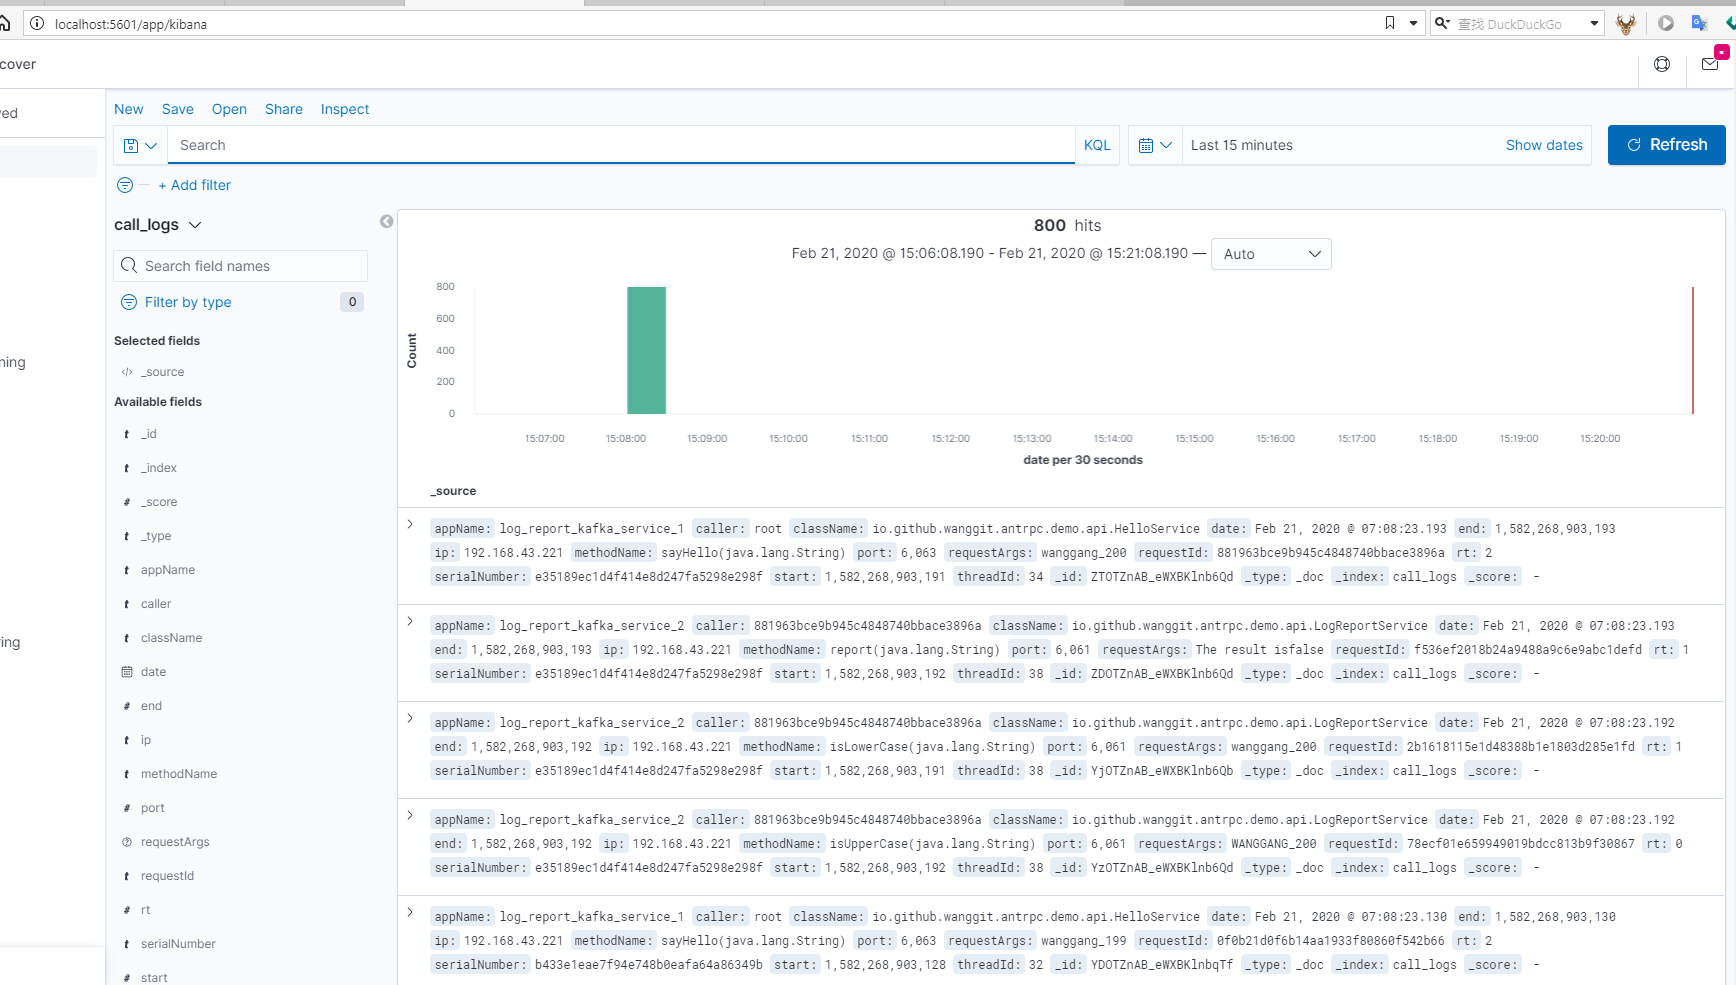 localhost:5601/app/kibana
查找 DuckDuckGo
cover
ved
New Save Open Share Inspect
Search KQL Last 15 minutes Show dates Refresh
+ Add filter
call_logs
Search field names
Filter by type 0
Selected fields
_source
Available fields
t _id
t _index
# _score
t _type
t appName
t caller
t className
date
# end
t ip
t methodName
# port
requestArgs
t requestId
# rt
t serialNumber
# start
ning
ring
800 hits
Feb 21, 2020 @ 15:06:08.190 - Feb 21, 2020 @ 15:21:08.190 — Auto
Count
800
600
400
200
0
15:07:00 15:08:00 15:09:00 15:10:00 15:11:00 15:12:00 15:13:00 15:14:00 15:15:00 15:16:00 15:17:00 15:18:00 15:19:00 15:20:00
date per 30 seconds
_source
appName: log_report_kafka_service_1 caller: root className: io.github.wanggit.antrpc.demo.api.HelloService date: Feb 21, 2020 @ 07:08:23.193 end: 1,582,268,903,193
ip: 192.168.43.221 methodName: sayHello(java.lang.String) port: 6,063 requestArgs: wanggang_200 requestId: 881963bce9b945c4848740bbace3896a rt: 2
serialNumber: e35189ec1d4f414e8d247fa5298e298f start: 1,582,268,903,191 threadId: 34 _id: ZTOTZnAB_eWXBKlnb6Qd _type: _doc _index: call_logs _score: -
appName: log_report_kafka_service_2 caller: 881963bce9b945c4848740bbace3896a className: io.github.wanggit.antrpc.demo.api.LogReportService date: Feb 21, 2020 @ 07:08:23.193
end: 1,582,268,903,193 ip: 192.168.43.221 methodName: report(java.lang.String) port: 6,061 requestArgs: The result isfalse requestId: f536ef2018b24a9488a9c6e9abc1defd rt: 1
serialNumber: e35189ec1d4f414e8d247fa5298e298f start: 1,582,268,903,192 threadId: 38 _id: ZDOTZnAB_eWXBKlnb6Qd _type: _doc _index: call_logs _score: -
appName: log_report_kafka_service_2 caller: 881963bce9b945c4848740bbace3896a className: io.github.wanggit.antrpc.demo.api.LogReportService date: Feb 21, 2020 @ 07:08:23.192
end: 1,582,268,903,192 ip: 192.168.43.221 methodName: isLowerCase(java.lang.String) port: 6,061 requestArgs: wanggang_200 requestId: 2b1618115e1d48388b1e1803d285e1fd rt: 1
serialNumber: e35189ec1d4f414e8d247fa5298e298f start: 1,582,268,903,191 threadId: 38 _id: YjOTZnAB_eWXBKlnb6Qb _type: _doc _index: call_logs _score: -
appName: log_report_kafka_service_2 caller: 881963bce9b945c4848740bbace3896a className: io.github.wanggit.antrpc.demo.api.LogReportService date: Feb 21, 2020 @ 07:08:23.192
end: 1,582,268,903,192 ip: 192.168.43.221 methodName: isUpperCase(java.lang.String) port: 6,061 requestArgs: WANGGANG_200 requestId: 78ecf01e659949019bdcc813b9f30867 rt: 0
serialNumber: e35189ec1d4f414e8d247fa5298e298f start: 1,582,268,903,192 threadId: 38 _id: YzOTZnAB_eWXBKlnb6Qd _type: _doc _index: call_logs _score: -
appName: log_report_kafka_service_1 caller: root className: io.github.wanggit.antrpc.demo.api.HelloService date: Feb 21, 2020 @ 07:08:23.130 end: 1,582,268,903,130
ip: 192.168.43.221 methodName: sayHello(java.lang.String) port: 6,063 requestArgs: wanggang_199 requestId: 0f0b21d0f6b14aa1933f80860f542b66 rt: 2
serialNumber: b433e1eae7f94e748b0eafa64a86349b start: 1,582,268,903,128 threadId: 32 _id: YDOTZnAB_eWXBKlnbqTf _type: _doc _index: call_logs _score: -